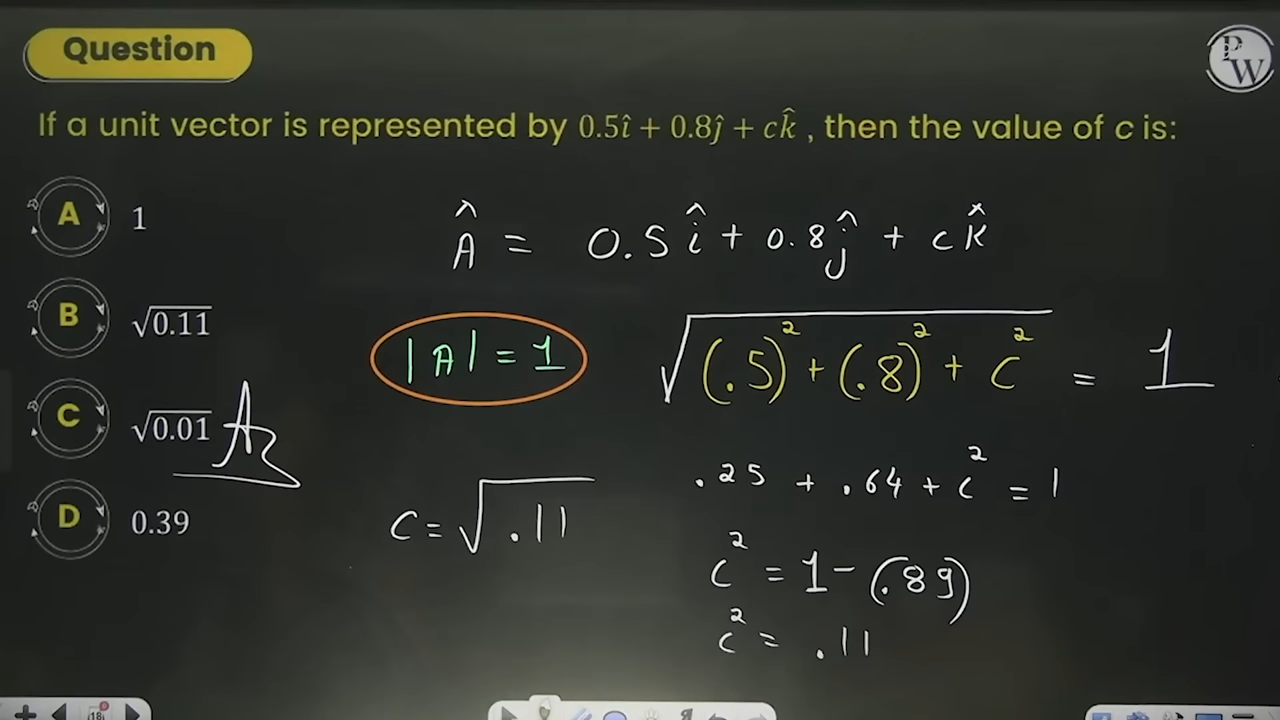 Question
PW
If a unit vector is represented by 0.5î + 0.8ĵ + ck̂ , then the value of c is:
A 1
B √0.11
C √0.01
D 0.39
Â = 0.5î + 0.8ĵ + ck̂
|A| = 1
√(.5)² + (.8)² + c² = 1
.25 + .64 + c² = 1
c² = 1 - (.89)
c² = .11
c = √.11
18